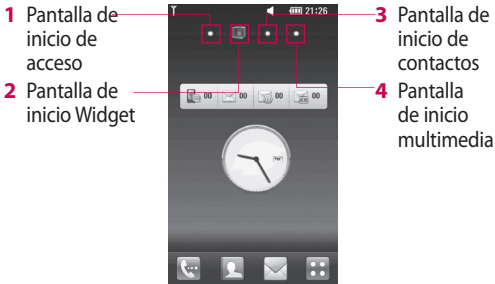 1 Pantalla de
inicio de
acceso
2 Pantalla de
inicio Widget
21:26
00 00 00 00
PM
3 Pantalla de
inicio de
contactos
4 Pantalla
de inicio
multimedia